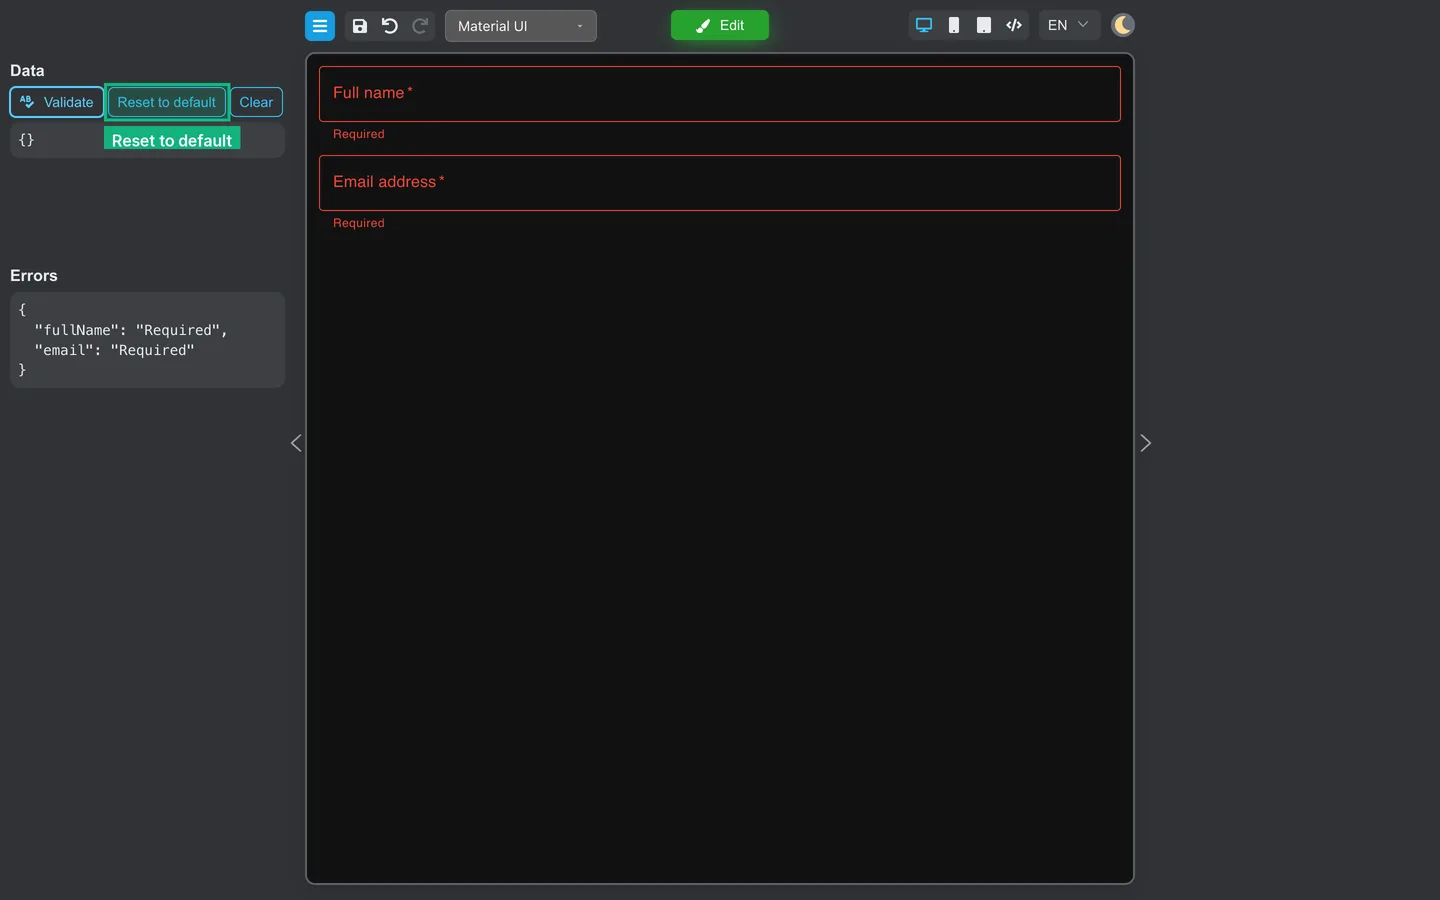 Material UI
Edit
EN
Data
Validate
Reset to default
Clear
{}
Reset to default
Errors
{
"fullName": "Required",
"email": "Required"
}
Full name *
Required
Email address *
Required